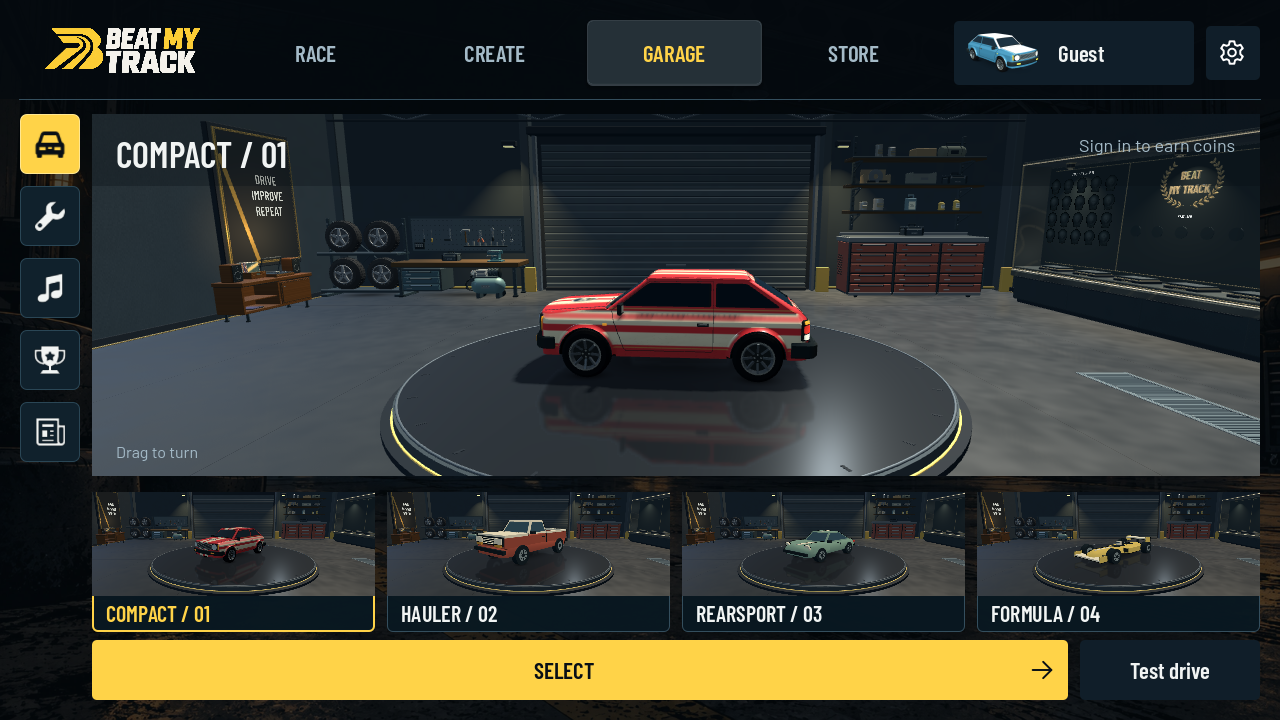 BEAT MY TRACK
RACE
CREATE
GARAGE
STORE
Guest
COMPACT / 01
Sign in to earn coins
DRIVE
IMPROVE
REPEAT
BEAT
MY TRACK
Drag to turn
COMPACT / 01
HAULER / 02
REARSPORT / 03
FORMULA / 04
SELECT
Test drive